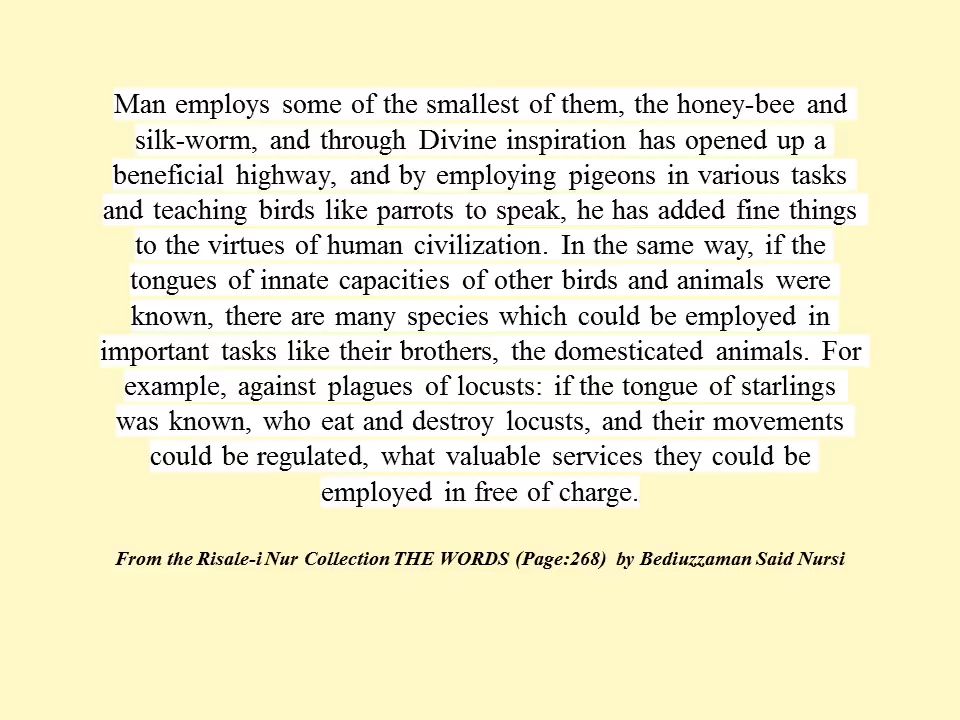 Man employs some of the smallest of them, the honey-bee and
silk-worm, and through Divine inspiration has opened up a
beneficial highway, and by employing pigeons in various tasks
and teaching birds like parrots to speak, he has added fine things
to the virtues of human civilization. In the same way, if the
tongues of innate capacities of other birds and animals were
known, there are many species which could be employed in
important tasks like their brothers, the domesticated animals. For
example, against plagues of locusts: if the tongue of starlings
was known, who eat and destroy locusts, and their movements
could be regulated, what valuable services they could be
employed in free of charge.
From the Risale-i Nur Collection THE WORDS (Page:268) by Bediuzzaman Said Nursi